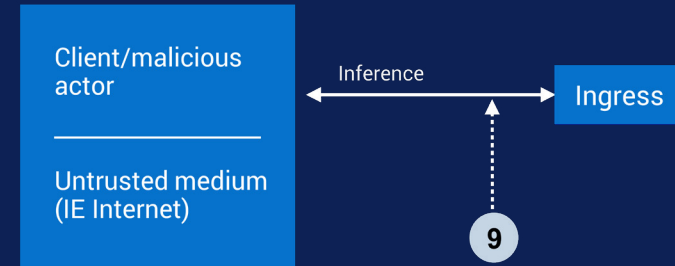 Client/malicious
actor
Untrusted medium
(IE Internet)
Inference
Ingress
9